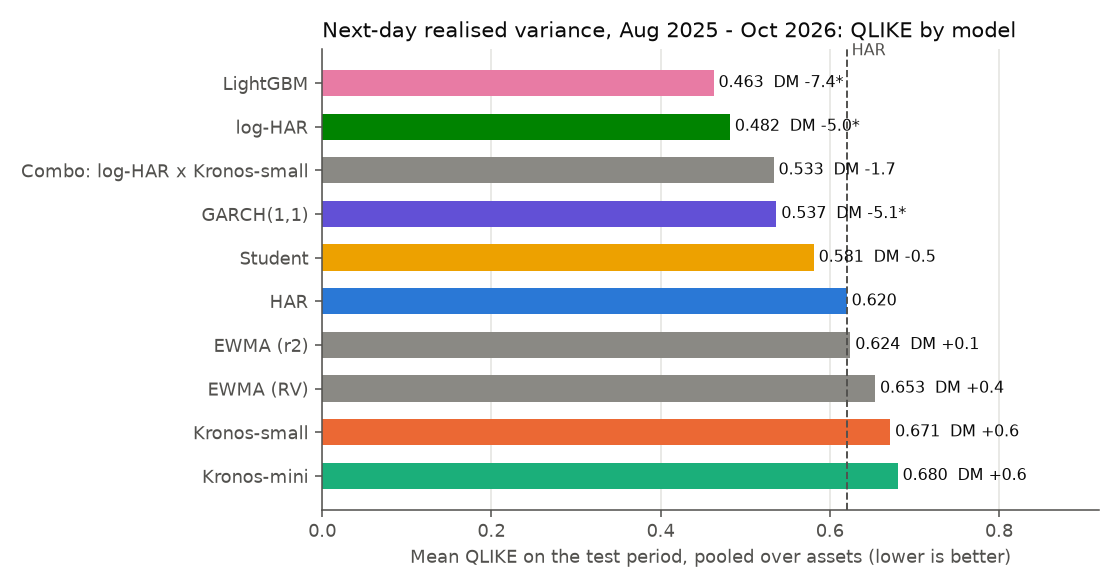 Next-day realised variance, Aug 2025 - Oct 2026: QLIKE by model
HAR
LightGBM 0.463 DM -7.4*
log-HAR 0.482 DM -5.0*
Combo: log-HAR x Kronos-small 0.533 DM -1.7
GARCH(1,1) 0.537 DM -5.1*
Student 0.581 DM -0.5
HAR 0.620
EWMA (r2) 0.624 DM +0.1
EWMA (RV) 0.653 DM +0.4
Kronos-small 0.671 DM +0.6
Kronos-mini 0.680 DM +0.6
0.0 0.2 0.4 0.6 0.8
Mean QLIKE on the test period, pooled over assets (lower is better)